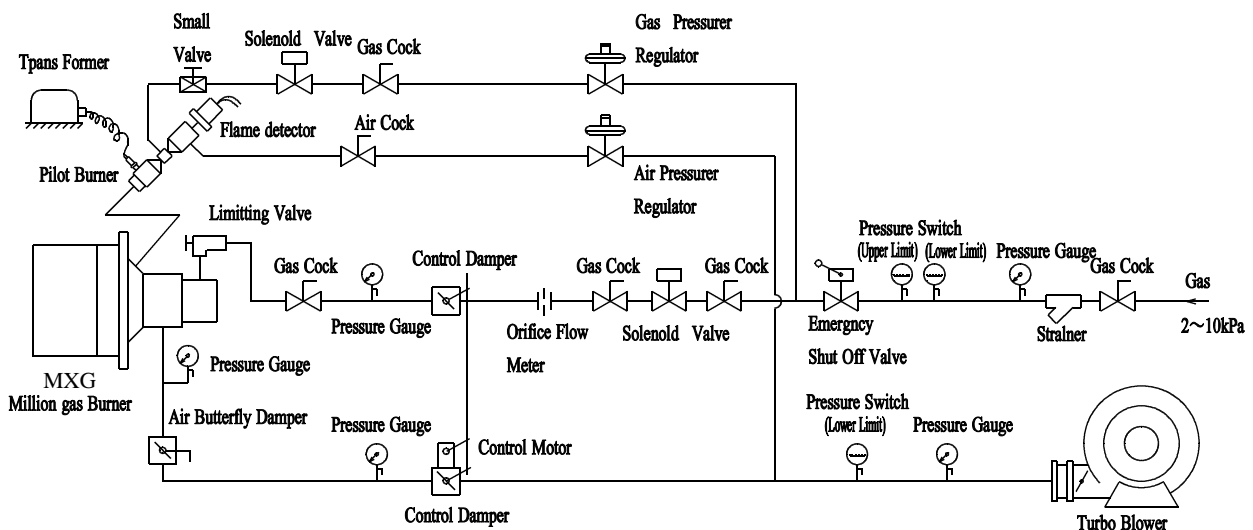 Small
Valve
Solenold Valve
Gas Cock
Gas Pressurer
Regulator
Tpans Former
Flame detector
Air Cock
Pilot Burner
Air Pressurer
Regulator
Limitting Valve
Control Damper
Gas Cock
Gas Cock
Gas Cock
Pressure Switch
(Upper Limit)
(Lower Limit)
Pressure Gauge
Gas Cock
Gas
2～10kPa
Pressure Gauge
Orifice Flow
Meter
Solenold Valve
Emergncy
Shut Off Valve
Stralner
Pressure Gauge
MXG
Million gas Burner
Air Butterfly Damper
Pressure Gauge
Control Motor
Control Damper
Pressure Switch
(Lower Limit)
Pressure Gauge
Turbo Blower